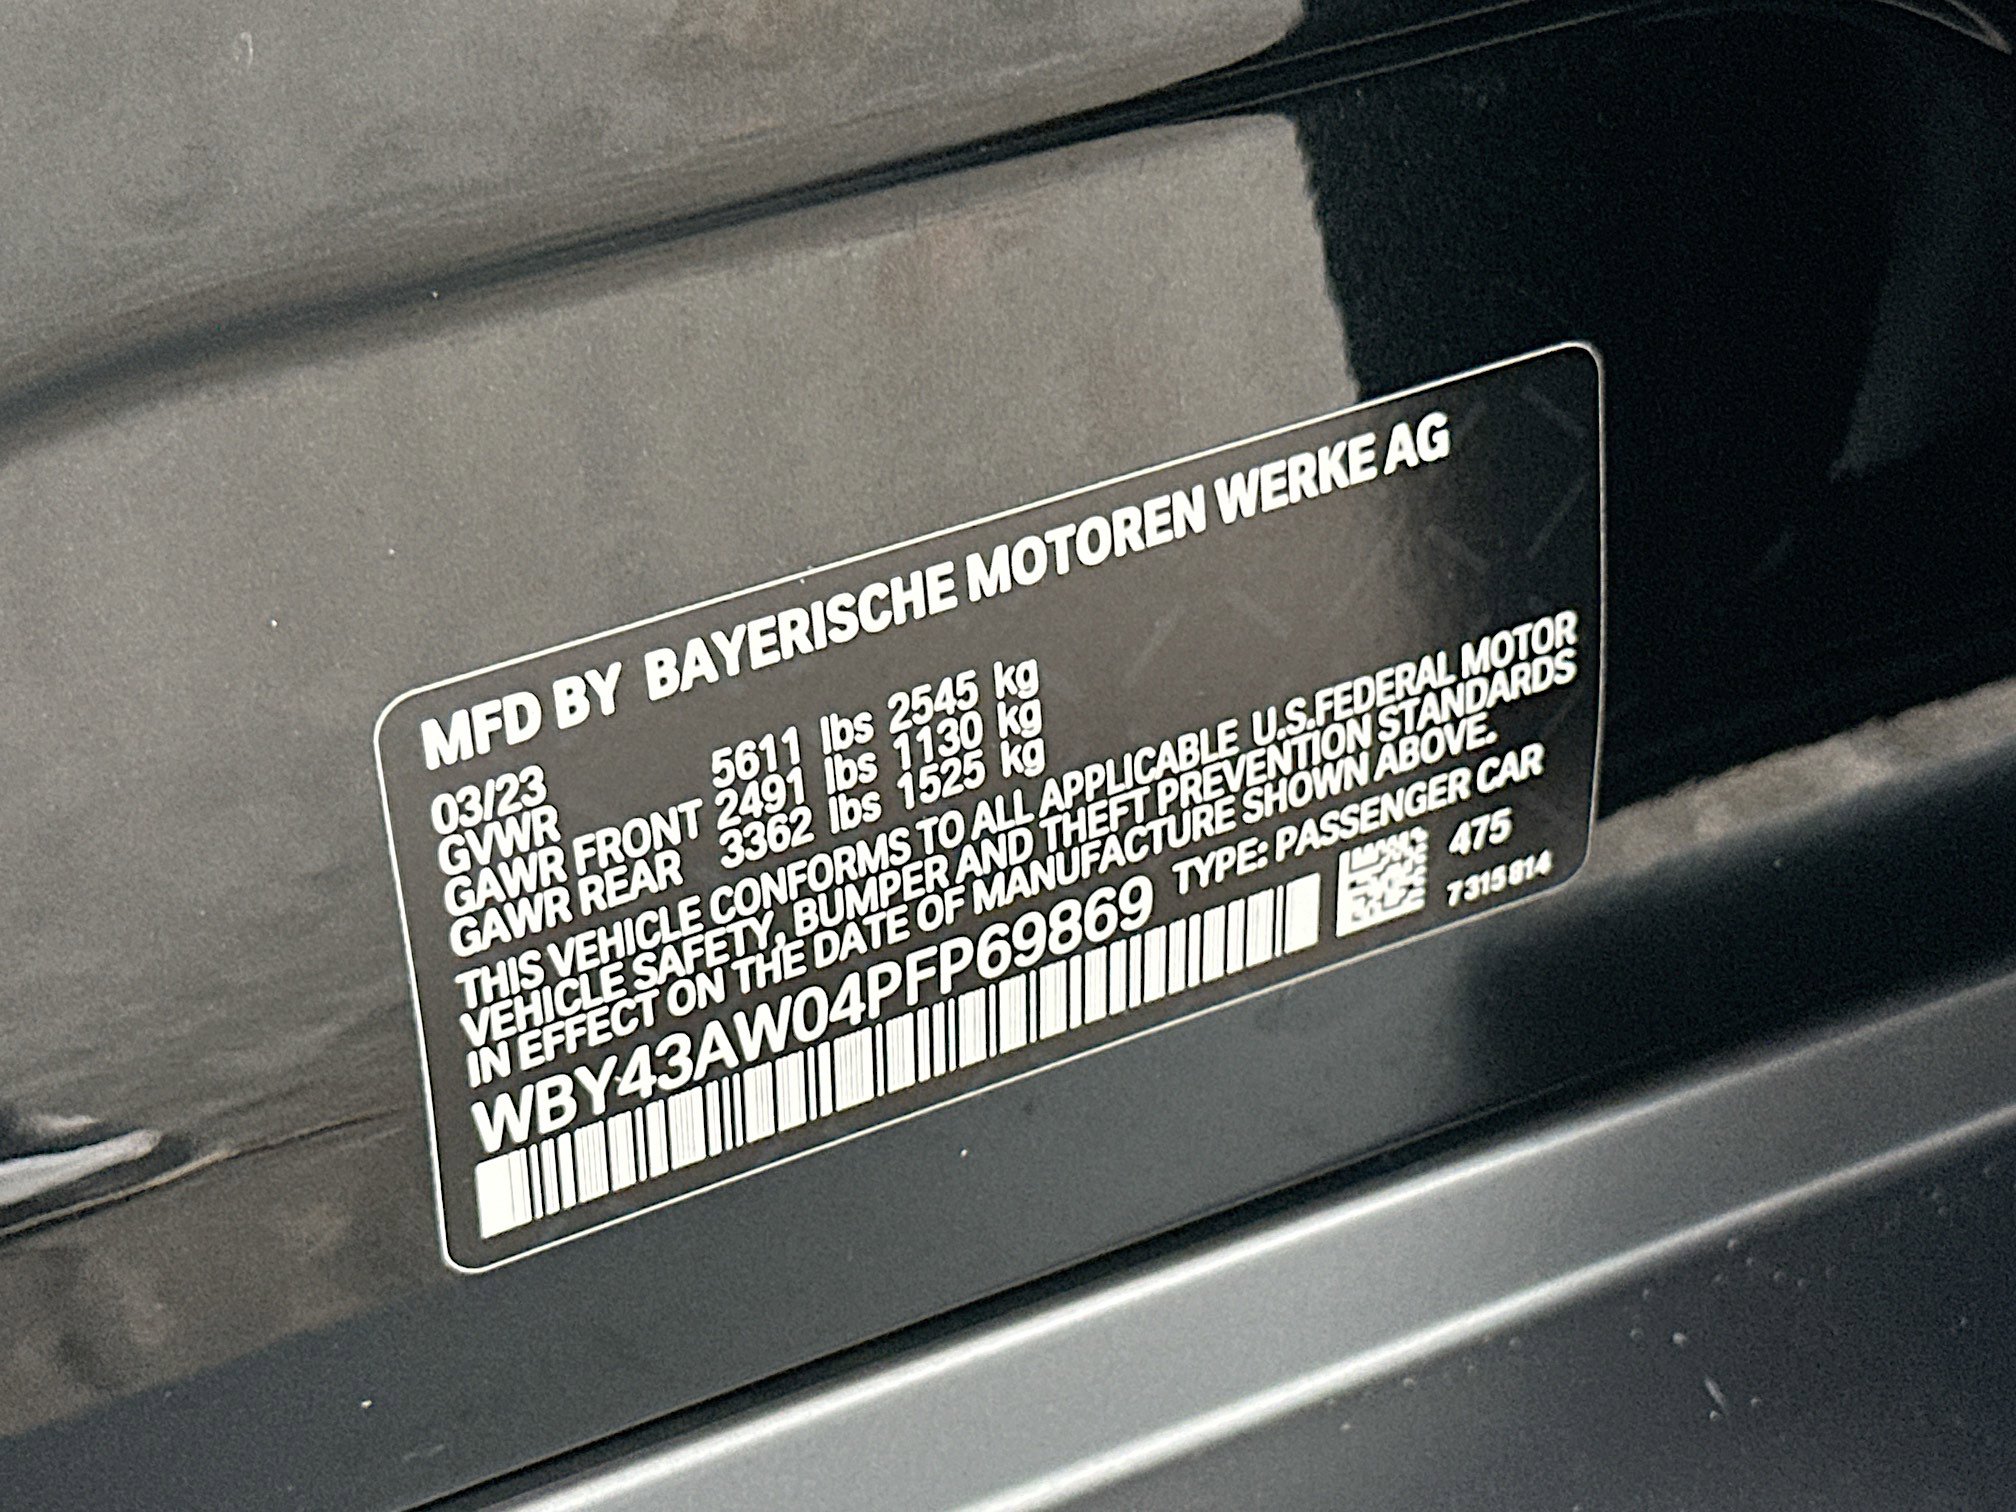 MFD BY BAYERISCHE MOTOREN WERKE AG
03/23
GVWR 5611 lbs 2545 kg
GAWR FRONT 2491 lbs 1130 kg
GAWR REAR 3362 lbs 1525 kg
THIS VEHICLE CONFORMS TO ALL APPLICABLE U.S.FEDERAL MOTOR
VEHICLE SAFETY, BUMPER AND THEFT PREVENTION STANDARDS
IN EFFECT ON THE DATE OF MANUFACTURE SHOWN ABOVE.
WBY43AW04PFP69869 TYPE: PASSENGER CAR
475
7315814